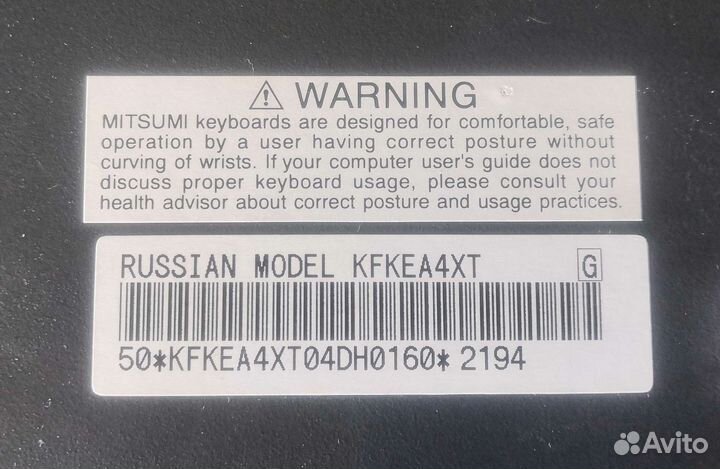 ⚠ WARNING
MITSUMI keyboards are designed for comfortable, safe
operation by a user having correct posture without
curving of wrists. If your computer user's guide does not
discuss proper keyboard usage, please consult your
health advisor about correct posture and usage practices.
RUSSIAN MODEL KFKEA4XT G
50*KFKEA4XT04DH0160* 2194
Avito